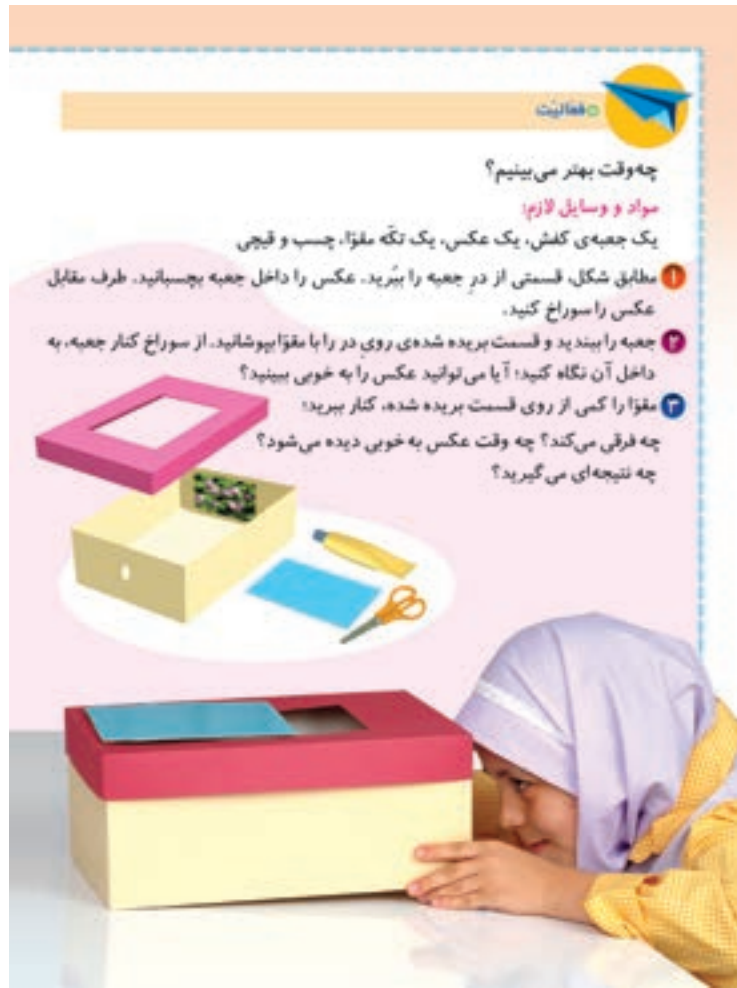 فعالیّت
چه‌وقت بهتر می‌بینیم؟
مواد و وسایل لازم:
یک جعبه‌ی کفش، یک عکس، یک تکّه مقوّا، چسب و قیچی
۱ مطابق شکل، قسمتی از درِ جعبه را ببُرید. عکس را داخل جعبه بچسبانید. طرف مقابل
عکس را سوراخ کنید.
۲ جعبه را ببندید و قسمت بریده شده‌ی رویِ در را با مقوّا بپوشانید. از سوراخ کنار جعبه، به
داخل آن نگاه کنید؛ آیا می‌توانید عکس را به خوبی ببینید؟
۳ مقوّا را کمی از روی قسمت بریده شده، کنار ببرید؛
چه فرقی می‌کند؟ چه وقت عکس به خوبی دیده می‌شود؟
چه نتیجه‌ای می‌گیرید؟